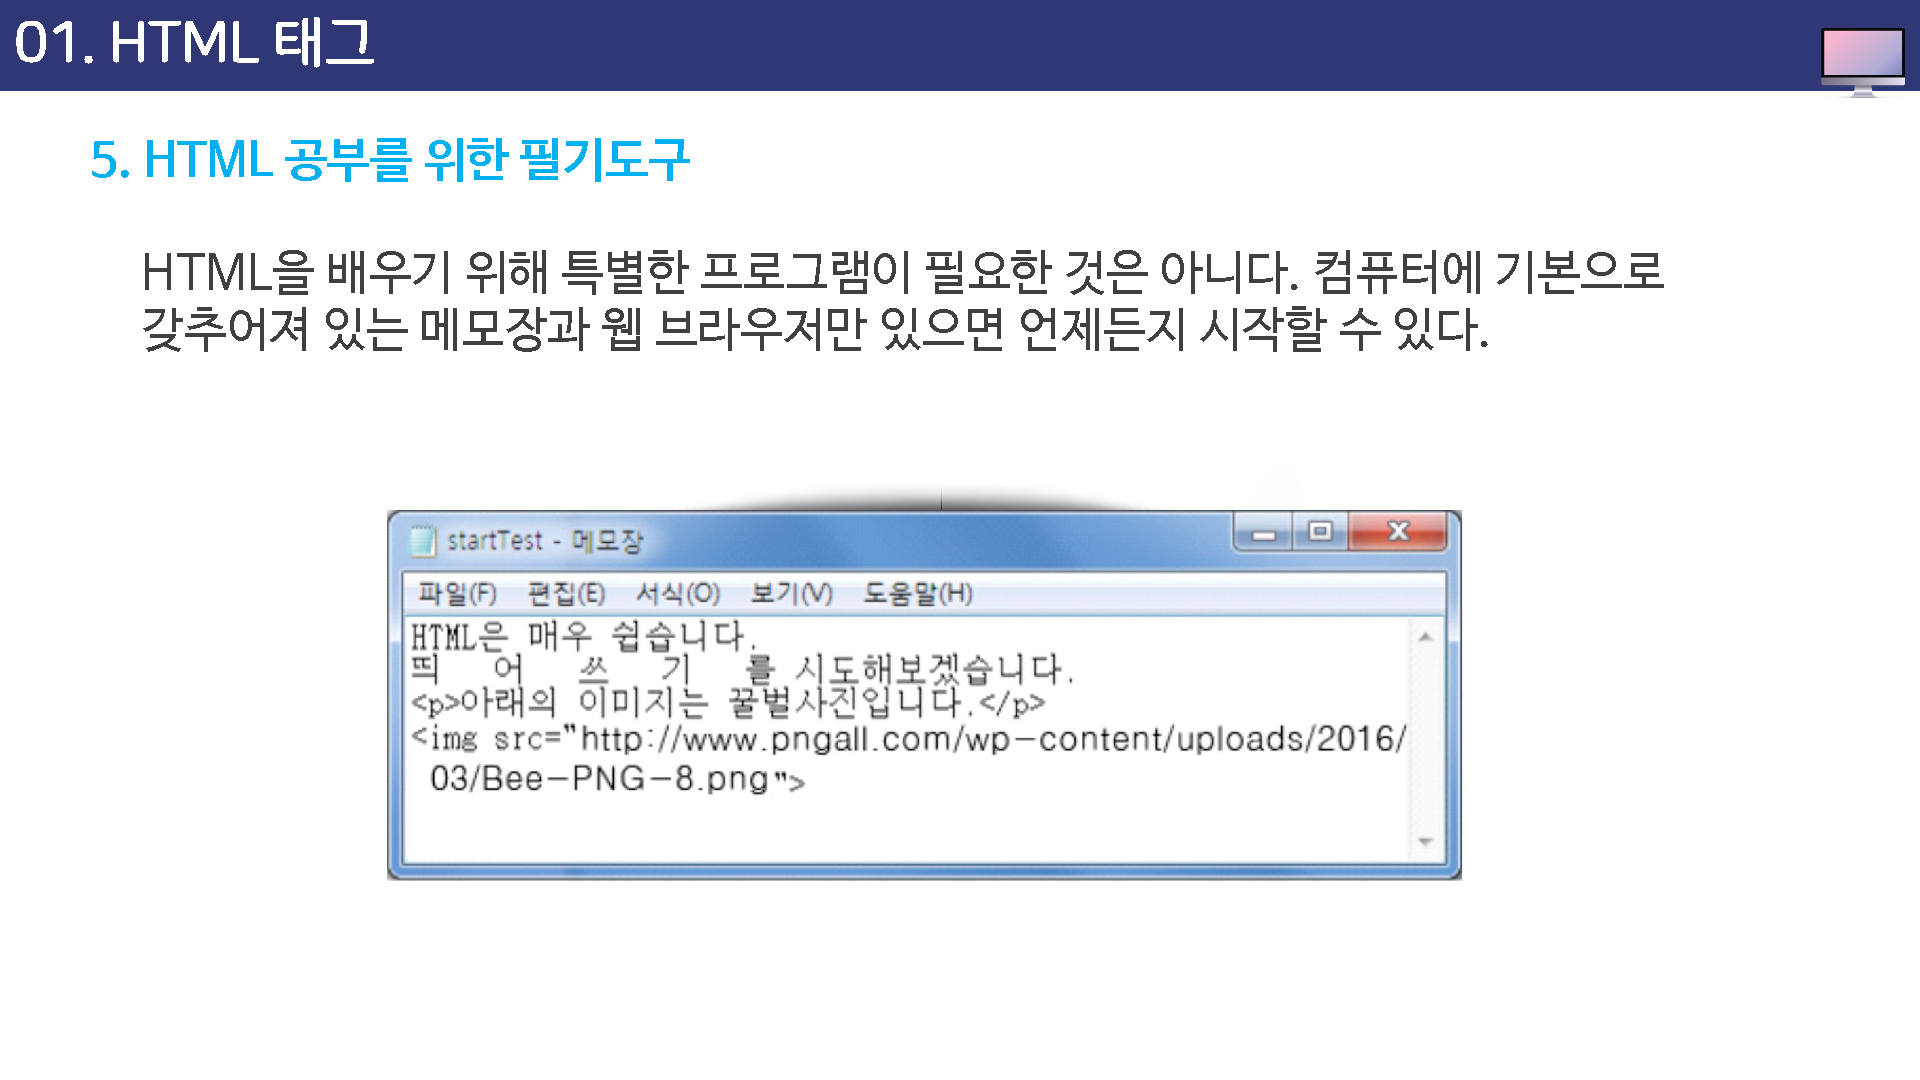 01. HTML 태그
5. HTML 공부를 위한 필기도구
HTML을 배우기 위해 특별한 프로그램이 필요한 것은 아니다. 컴퓨터에 기본으로
갖추어져 있는 메모장과 웹 브라우저만 있으면 언제든지 시작할 수 있다.
startTest - 메모장
파일(F) 편집(E) 서식(O) 보기(V) 도움말(H)
HTML은 매우 쉽습니다.
띄 어 쓰 기 를 시도해보겠습니다.
<p>아래의 이미지는 꿀벌사진입니다.</p>
<img src="http://www.pngall.com/wp-content/uploads/2016/
03/Bee-PNG-8.png">